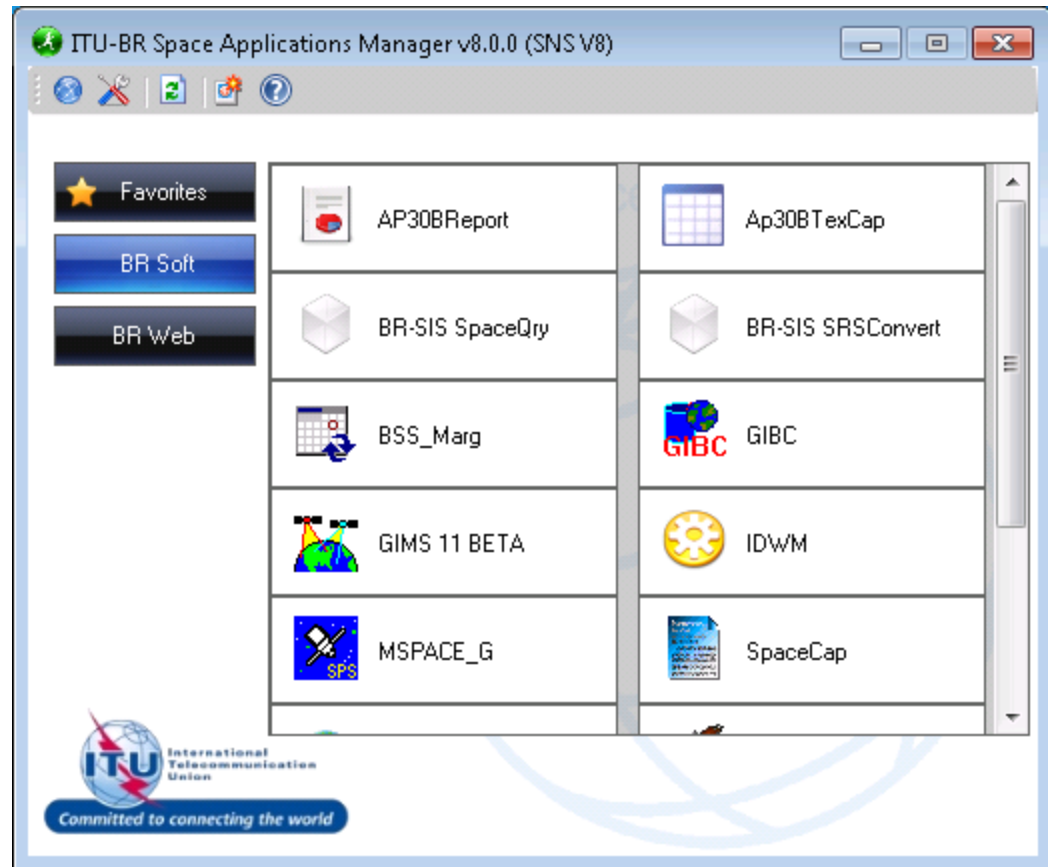 ITU-BR Space Applications Manager v8.0.0 (SNS V8)
Favorites
BR Soft
BR Web
AP30BReport
Ap30BTexCap
BR-SIS SpaceQry
BR-SIS SRSConvert
BSS_Marg
GIBC
GIBC
GIMS 11 BETA
IDWM
SPS
MSPACE_G
SpaceCap
ITU
International
Telecommunication
Union
Committed to connecting the world